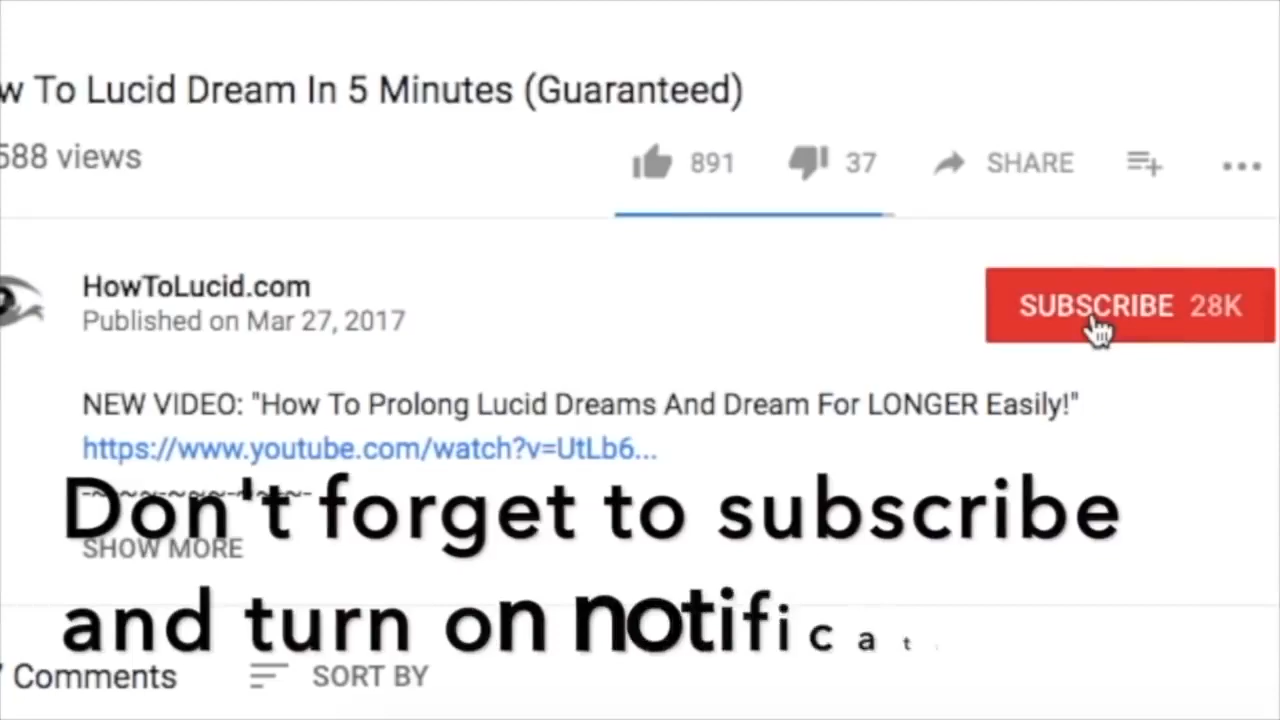 w To Lucid Dream In 5 Minutes (Guaranteed)
588 views
891 37 SHARE
HowToLucid.com
SUBSCRIBE 28K
Published on Mar 27, 2017
NEW VIDEO: "How To Prolong Lucid Dreams And Dream For LONGER Easily!"
https://www.youtube.com/watch?v=UtLb6...
Don't forget to subscribe
SHOW MORE
and turn on notificat
Comments SORT BY